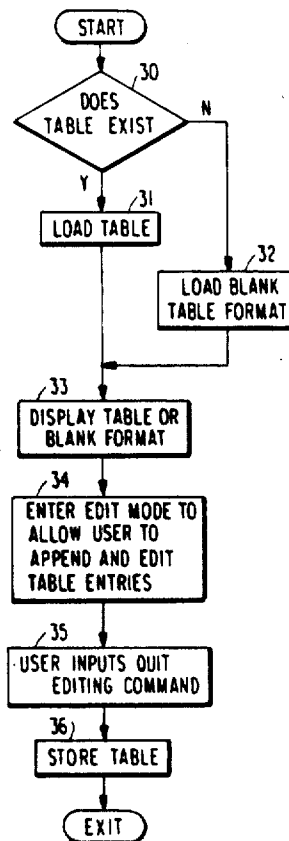 START
30
DOES
TABLE EXIST
N
Y
31
LOAD TABLE
32
LOAD BLANK
TABLE FORMAT
33
DISPLAY TABLE OR
BLANK FORMAT
34
ENTER EDIT MODE TO
ALLOW USER TO
APPEND AND EDIT
TABLE ENTRIES
35
USER INPUTS QUIT
EDITING COMMAND
36
STORE TABLE
EXIT